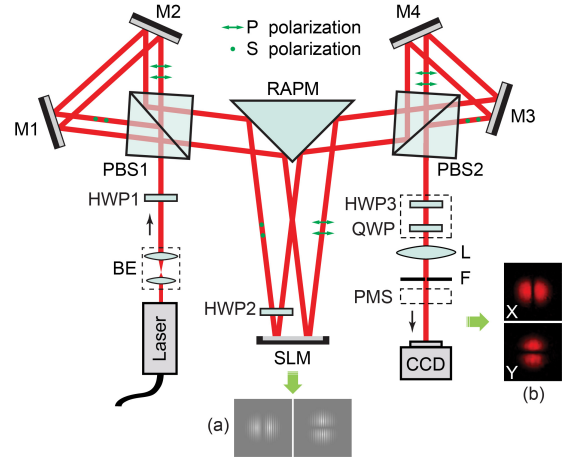 M2
M4
P polarization
S polarization
RAPM
M1
M3
PBS1
PBS2
HWP1
HWP3
QWP
BE
L
F
HWP2
PMS
Laser
SLM
CCD
X
Y
(a)
(b)